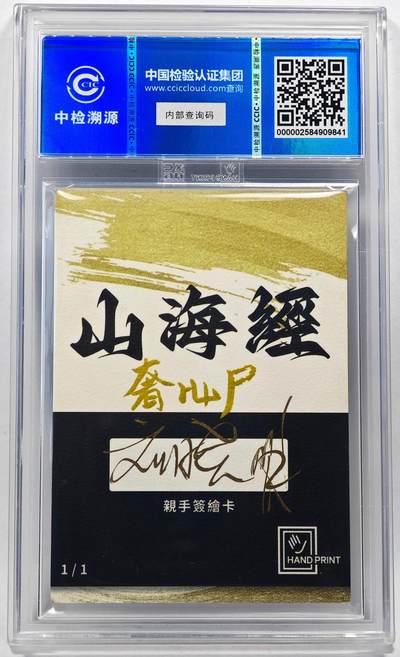 CIC
中检溯源
中国检验认证集团
www.ccciccloud.com查询
内部查询码
000002584909841
山海經
奢比尸
親手簽繪卡
HAND PRINT
1/1